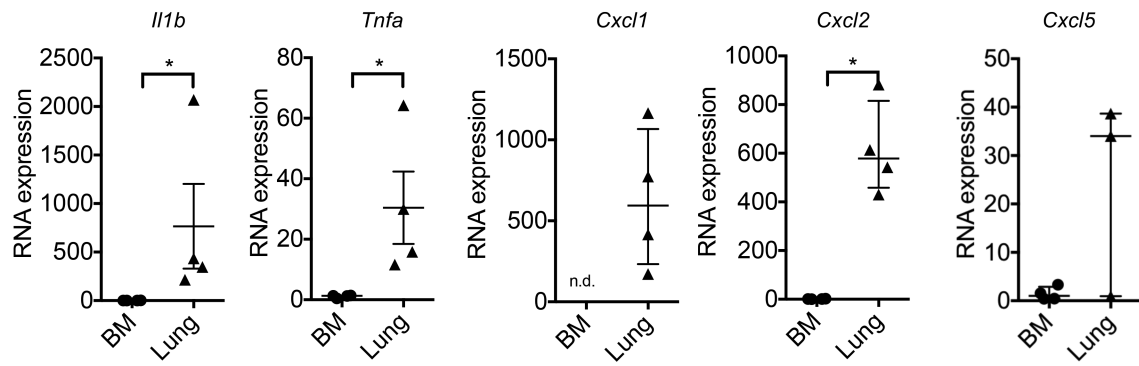 Il1b
RNA expression
2500
2000
1500
1000
500
0
*
BM
Lung
Tnfa
RNA expression
80
60
40
20
0
*
BM
Lung
Cxcl1
RNA expression
1500
1000
500
0
n.d.
BM
Lung
Cxcl2
RNA expression
1000
800
600
400
200
0
*
BM
Lung
Cxcl5
RNA expression
50
40
30
20
10
0
BM
Lung